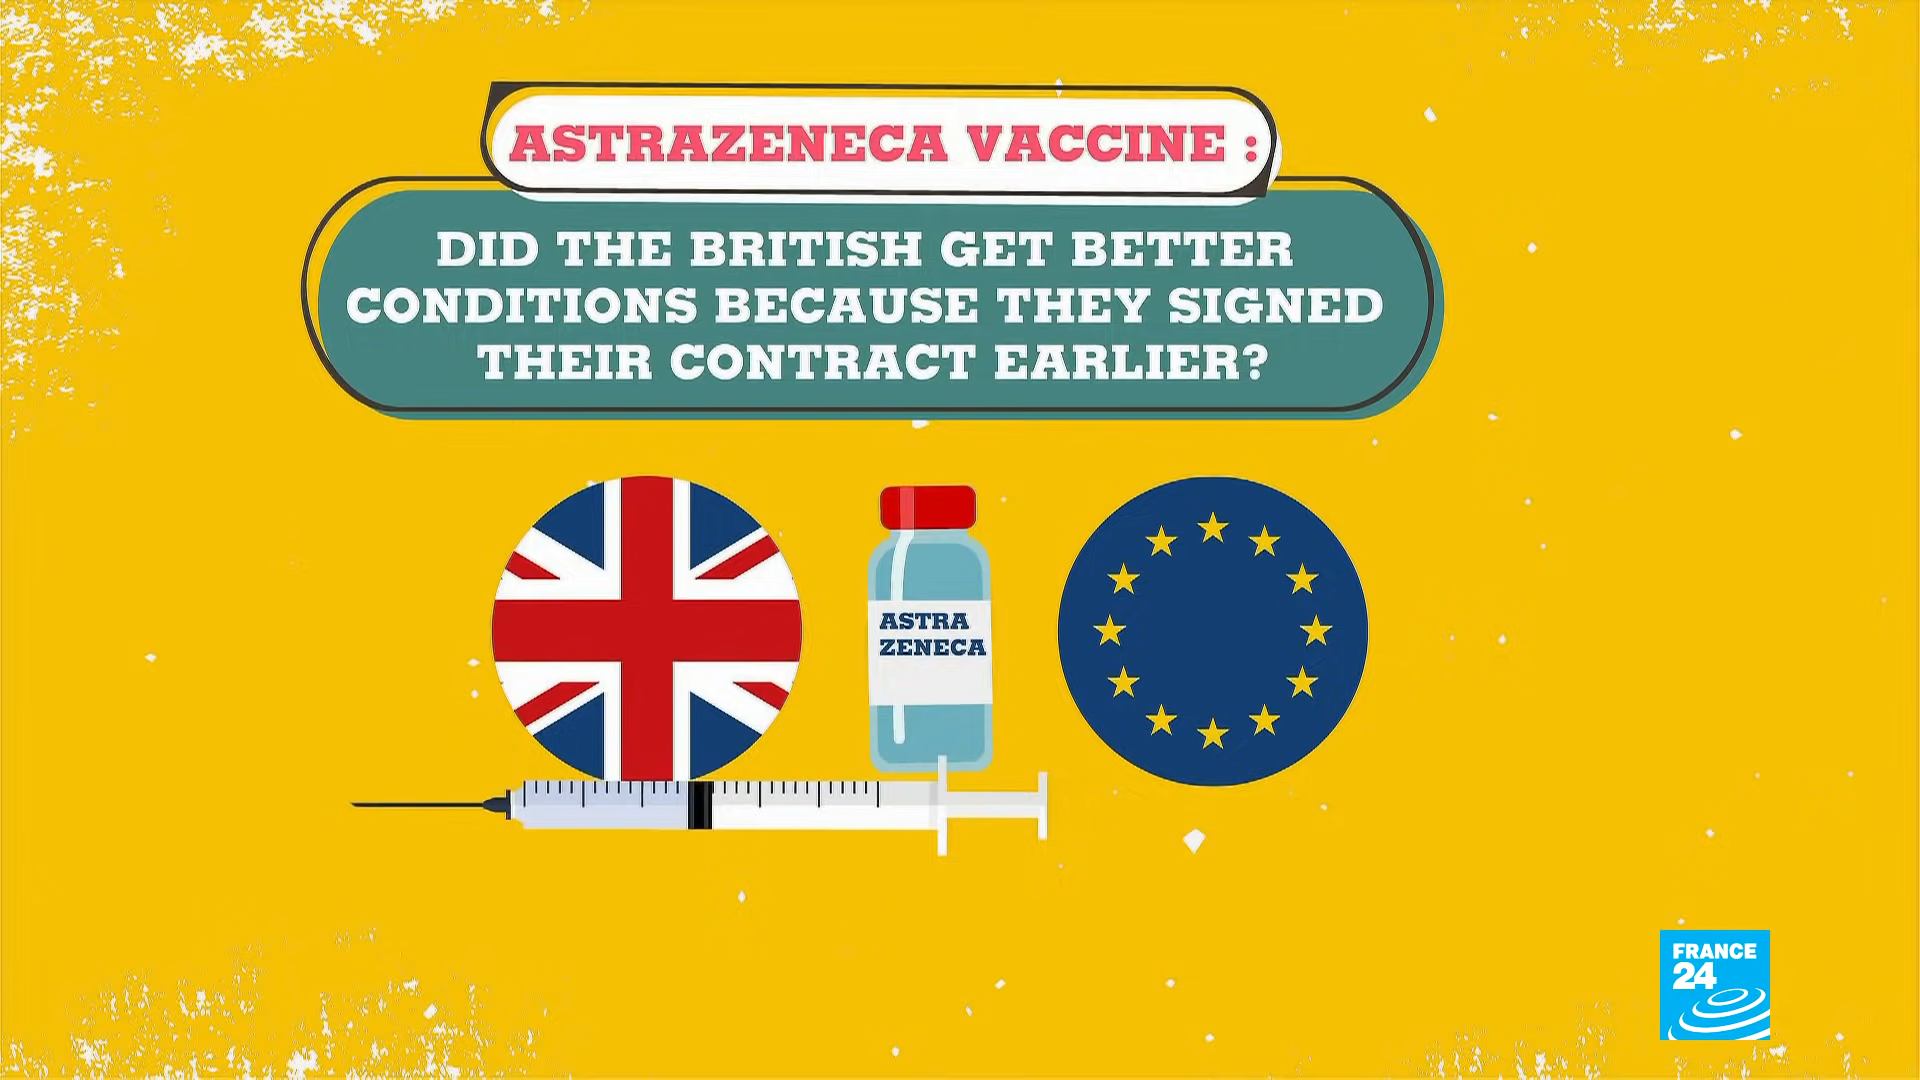 ASTRAZENECA VACCINE :
DID THE BRITISH GET BETTER
CONDITIONS BECAUSE THEY SIGNED
THEIR CONTRACT EARLIER?
ASTRA
ZENECA
FRANCE
24